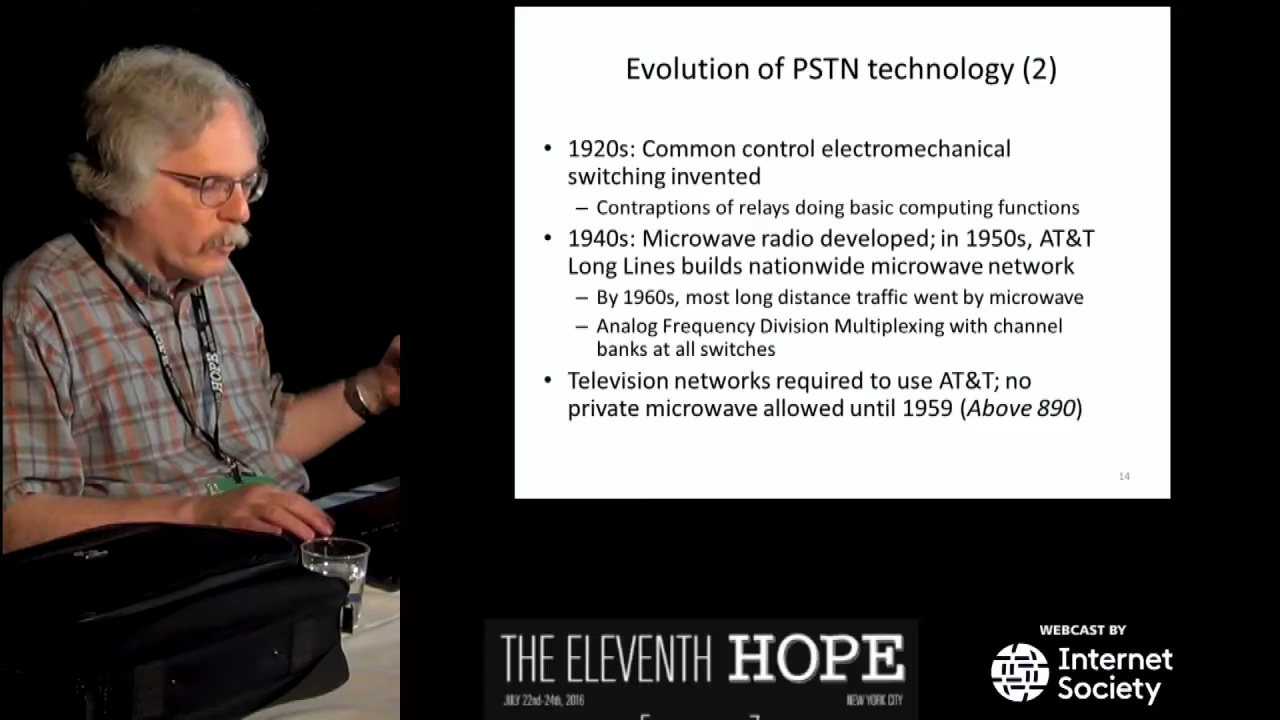 Evolution of PSTN technology (2)
• 1920s: Common control electromechanical
switching invented
– Contraptions of relays doing basic computing functions
• 1940s: Microwave radio developed; in 1950s, AT&T
Long Lines builds nationwide microwave network
– By 1960s, most long distance traffic went by microwave
– Analog Frequency Division Multiplexing with channel
banks at all switches
• Television networks required to use AT&T; no
private microwave allowed until 1959 (Above 890)
14
HOPE
THE ELEVENTH HOPE
JULY 22nd-24th, 2016
NEW YORK CITY
WEBCAST BY
Internet
Society